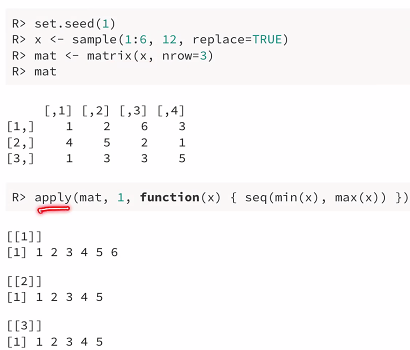 R> set.seed(1)
R> x <- sample(1:6, 12, replace=TRUE)
R> mat <- matrix(x, nrow=3)
R> mat
     [,1] [,2] [,3] [,4]
[1,]    1    2    6    3
[2,]    4    5    2    1
[3,]    1    3    3    5
R> apply(mat, 1, function(x) { seq(min(x), max(x)) })
[[1]]
[1] 1 2 3 4 5 6
[[2]]
[1] 1 2 3 4 5
[[3]]
[1] 1 2 3 4 5